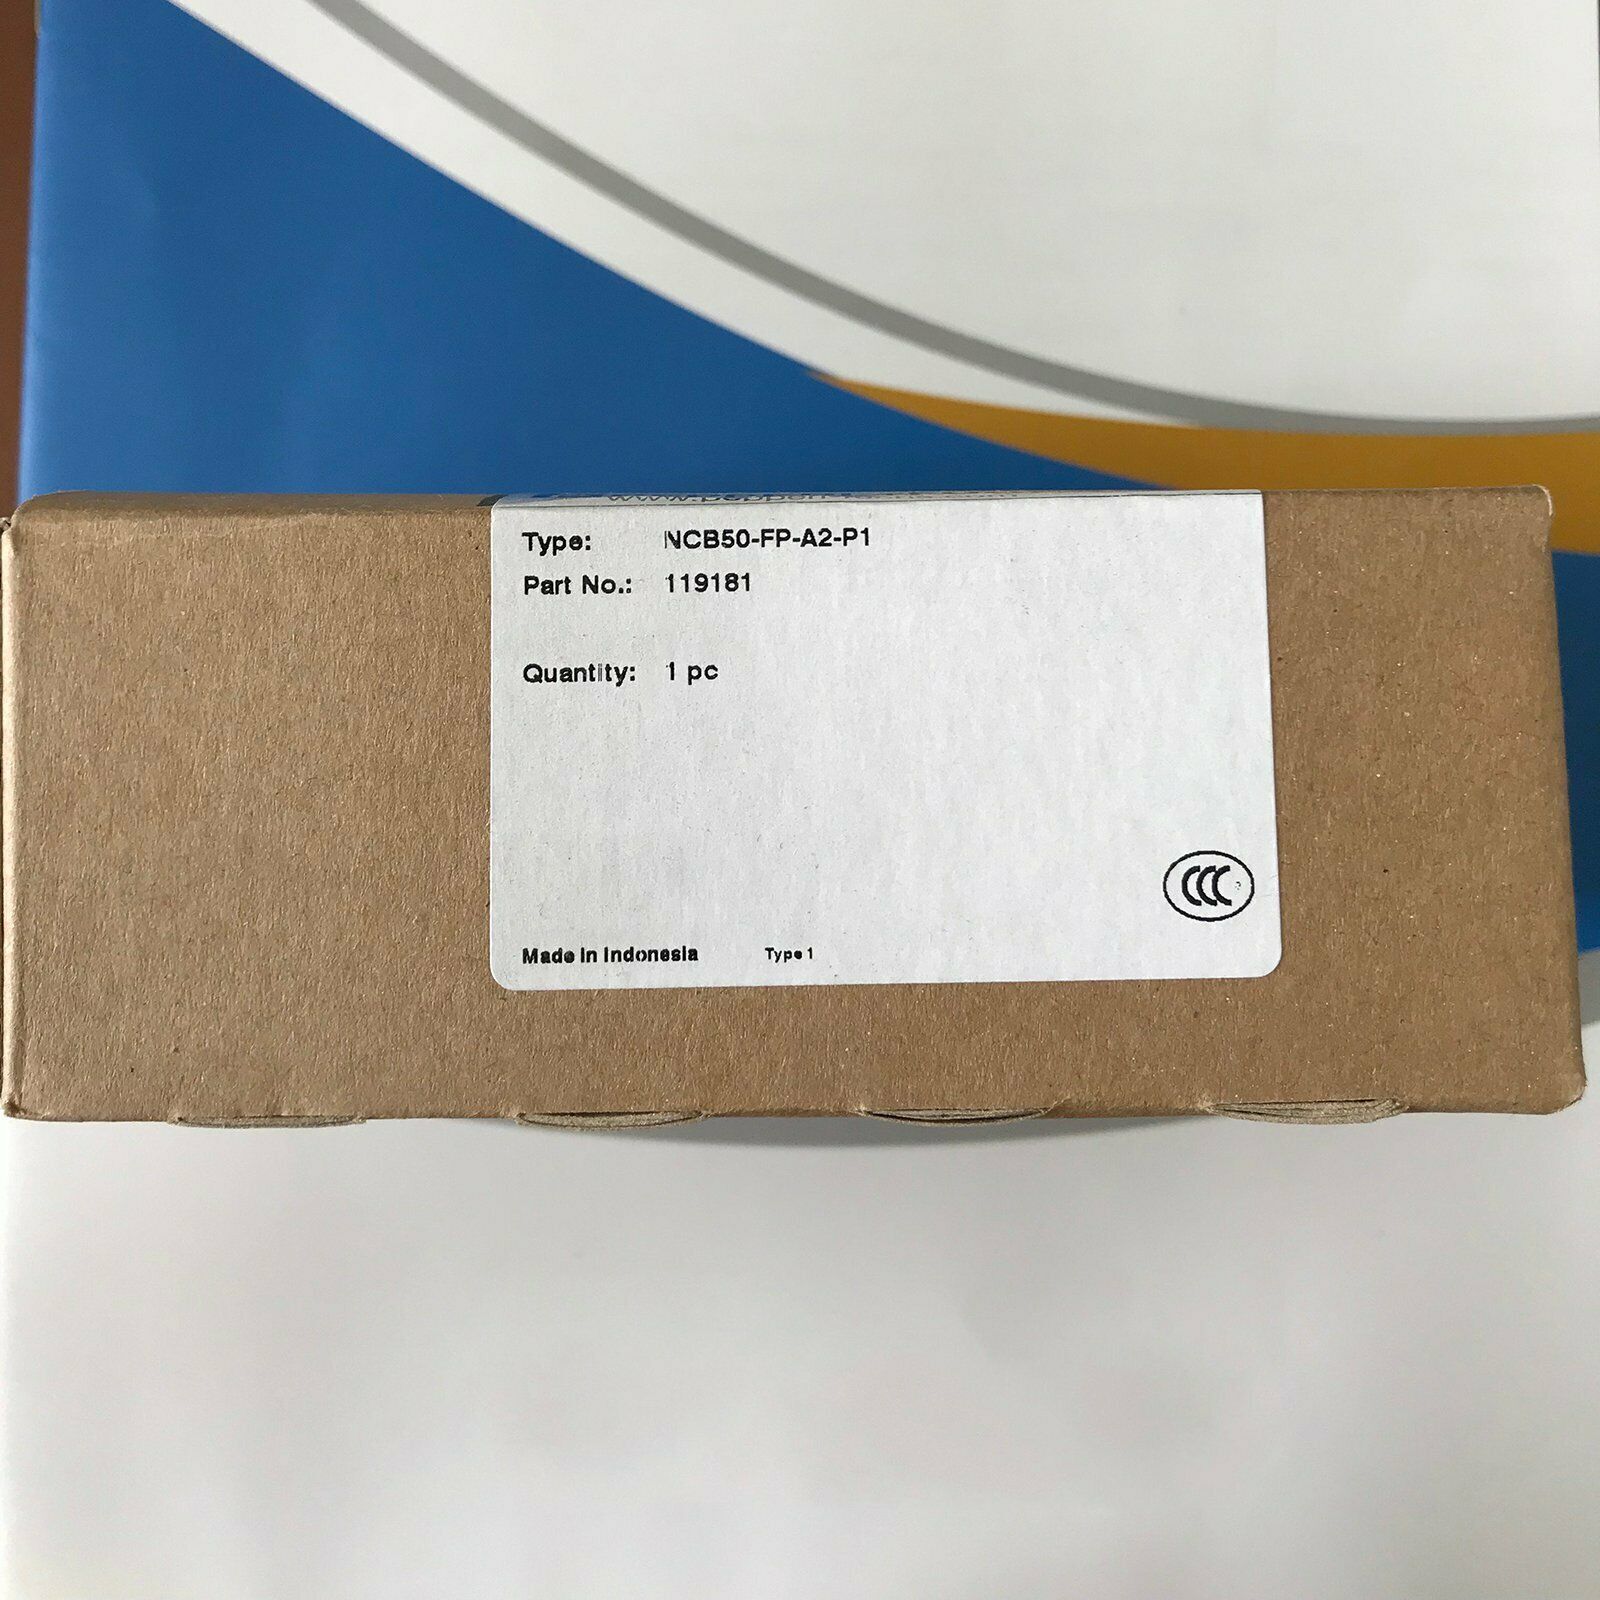 Type: NCB50-FP-A2-P1
Part No.: 119181
Quantity: 1 pc
CCC
Made in Indonesia Type 1